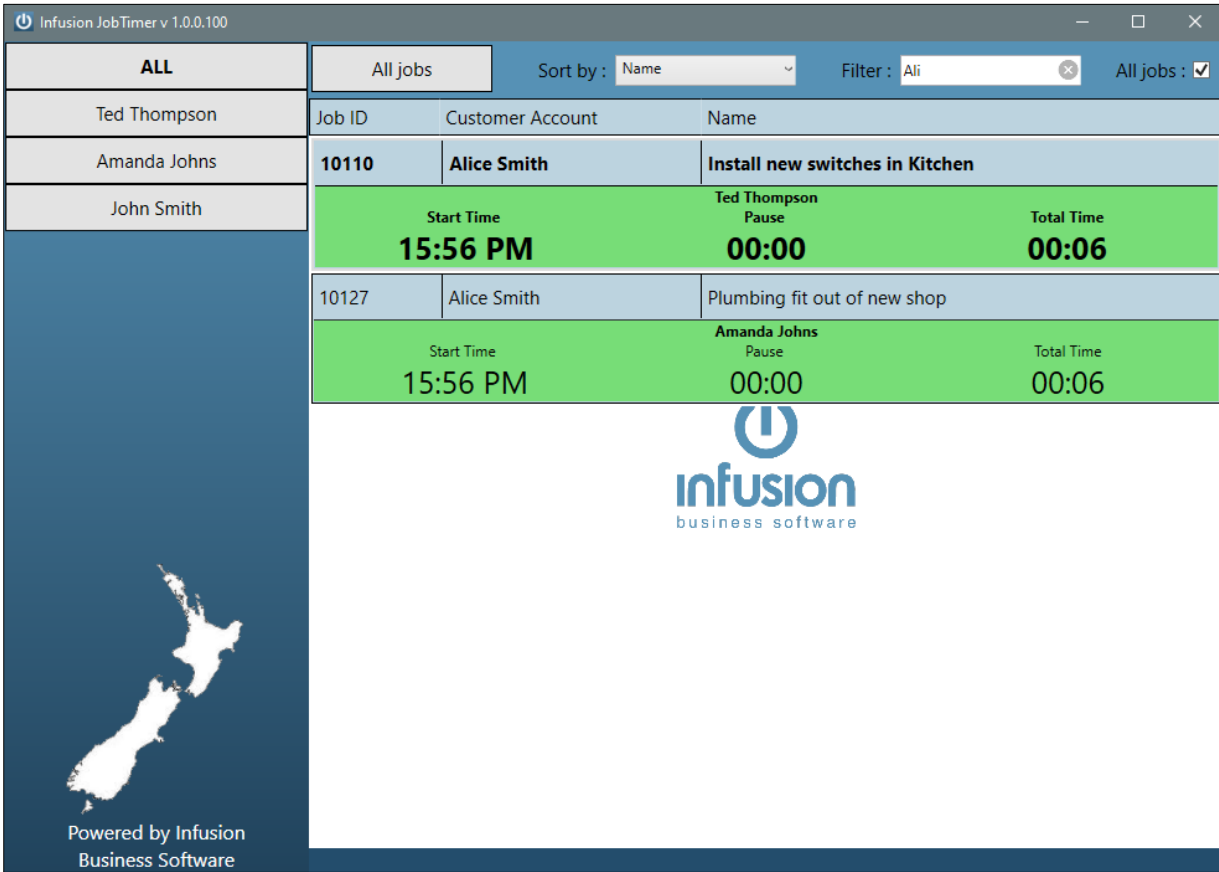 Infusion JobTimer v 1.0.0.100
ALL
Ted Thompson
Amanda Johns
John Smith
All jobs Sort by : Name Filter : Ali All jobs :
Job ID Customer Account Name
10110 Alice Smith Install new switches in Kitchen
Ted Thompson
Start Time Pause Total Time
15:56 PM 00:00 00:06
10127 Alice Smith Plumbing fit out of new shop
Amanda Johns
Start Time Pause Total Time
15:56 PM 00:00 00:06
infusion
business software
Powered by Infusion
Business Software